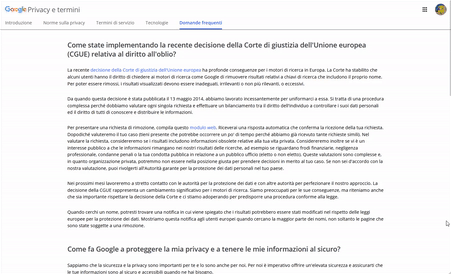 Google Privacy e termini
Introduzione Norme sulla privacy Termini di servizio Tecnologie Domande frequenti
Come state implementando la recente decisione della Corte di giustizia dell'Unione europea
(CGUE) relativa al diritto all'oblio?
La recente decisione della Corte di giustizia dell'Unione europea ha profonde conseguenze per i motori di ricerca in Europa. La Corte ha stabilito che
alcuni utenti hanno il diritto di chiedere ai motori di ricerca come Google di rimuovere risultati relativi a chiavi di ricerca che includono il proprio nome.
Per poter essere rimossi, i risultati visualizzati devono essere inadeguati, irrilevanti o non più rilevanti, o eccessivi.
Da quando questa decisione è stata pubblicata il 13 maggio 2014, abbiamo lavorato incessantemente per uniformarci a essa. Si tratta di una procedura
complessa perché dobbiamo valutare ogni singola richiesta e effettuare un bilanciamento tra il diritto dell'individuo a controllare i suoi dati personali
ed il diritto di tutti di conoscere e distribuire le informazioni.
Per presentare una richiesta di rimozione, compila questo modulo web. Riceverai una risposta automatica che conferma la ricezione della tua richiesta.
Dopodiché valuteremo il tuo caso (tieni presente che potrebbe occorrere un po' di tempo perché abbiamo già ricevuto tante richieste simili). Nel
valutare la richiesta, considereremo se i risultati includono informazioni obsolete relative alla tua vita privata. Considereremo inoltre se vi è un
interesse pubblico a che le informazioni rimangano nei nostri risultati delle ricerche, ad esempio se riguardano frodi finanziarie, negligenza
professionale, condanne penali o la tua condotta pubblica in relazione a un pubblico ufficio (eletto o non eletto). Queste valutazioni sono complesse e,
in quanto organizzazione privata, potremmo non essere nella posizione giusta per prendere decisioni in merito al tuo caso. Se non sei d'accordo con la
nostra valutazione, puoi rivolgerti all'Autorità garante per la protezione dei dati personali nel tuo paese.
Nei prossimi mesi lavoreremo a stretto contatto con le autorità per la protezione dei dati e con altre autorità per perfezionare il nostro approccio. La
decisione della CGUE rappresenta un cambiamento significativo per i motori di ricerca. Siamo preoccupati per le sue conseguenze, ma riteniamo anche
che sia importante rispettare la decisione della Corte e ci stiamo adoperando per predisporre una procedura conforme alla legge.
Quando cerchi un nome, potresti trovare una notifica in cui viene spiegato che i risultati potrebbero essere stati modificati nel rispetto delle leggi
europee per la protezione dei dati. Mostriamo questa notifica agli utenti europei quando cercano la maggior parte dei nomi, non soltanto le pagine che
sono state soggette a una rimozione.
Come fa Google a proteggere la mia privacy e a tenere le mie informazioni al sicuro?
Sappiamo che la sicurezza e la privacy sono importanti per te e lo sono anche per noi. Per noi è importante offrire un'elevata sicurezza e assicurarti che
le tue informazioni sono al sicuro e accessibili quando ne hai bisogno.